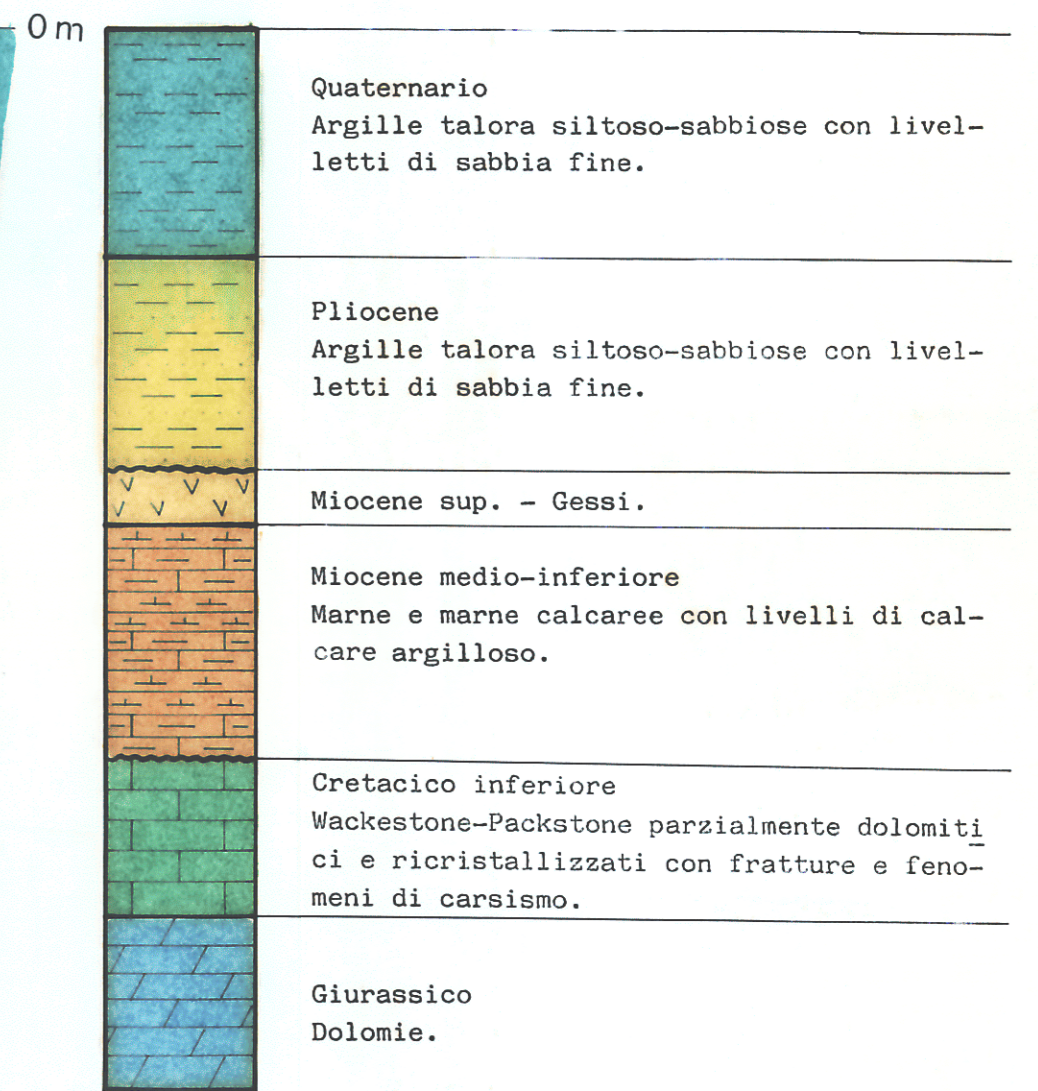 0m
Quaternario
Argille talora siltoso-sabbiose con livel-
letti di sabbia fine.
Pliocene
Argille talora siltoso-sabbiose con livel-
letti di sabbia fine.
Miocene sup. - Gessi.
Miocene medio-inferiore
Marne e marne calcaree con livelli di cal-
care argilloso.
Cretacico inferiore
Wackestone-Packstone parzialmente dolomiti
ci e ricristallizzati con fratture e feno-
meni di carsismo.
Giurassico
Dolomie.